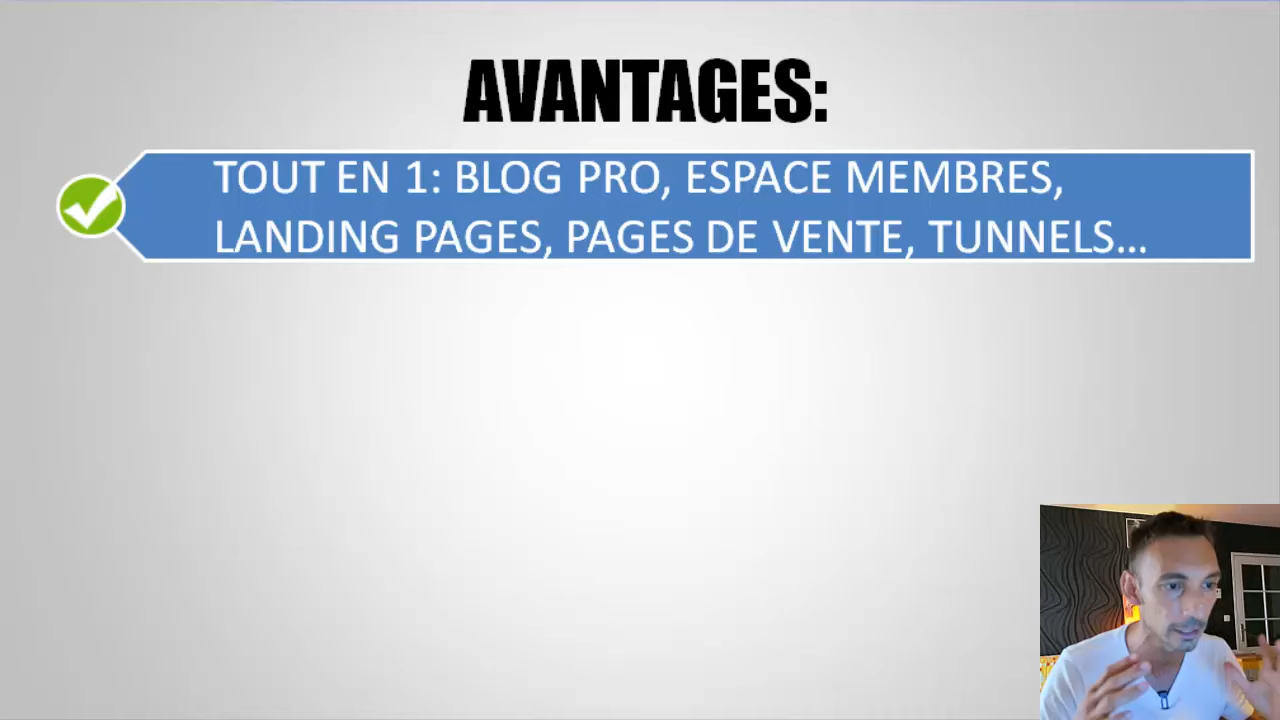 AVANTAGES:
TOUT EN 1: BLOG PRO, ESPACE MEMBRES,
LANDING PAGES, PAGES DE VENTE, TUNNELS...